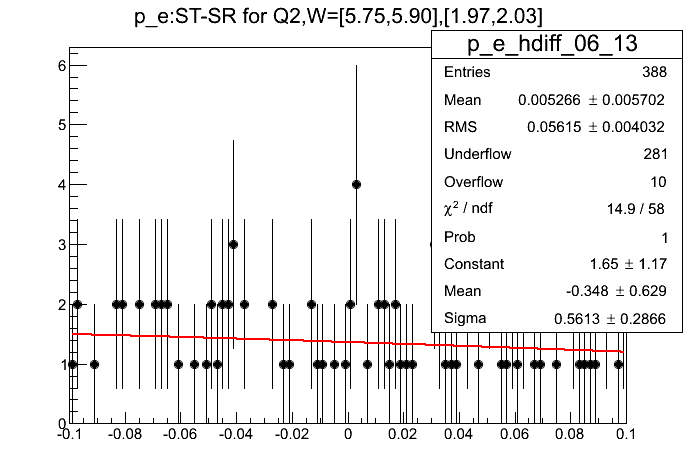 p_e:ST-SR for Q2,W=[5.75,5.90],[1.97,2.03]
p_e_hdiff_06_13
Entries 388
Mean 0.005266 ± 0.005702
RMS 0.05615 ± 0.004032
Underflow 281
Overflow 10
χ² / ndf 14.9 / 58
Prob 1
Constant 1.65 ± 1.17
Mean -0.348 ± 0.629
Sigma 0.5613 ± 0.2866
6
5
4
3
2
1
0
-0.1 -0.08 -0.06 -0.04 -0.02 0 0.02 0.04 0.06 0.08 0.1